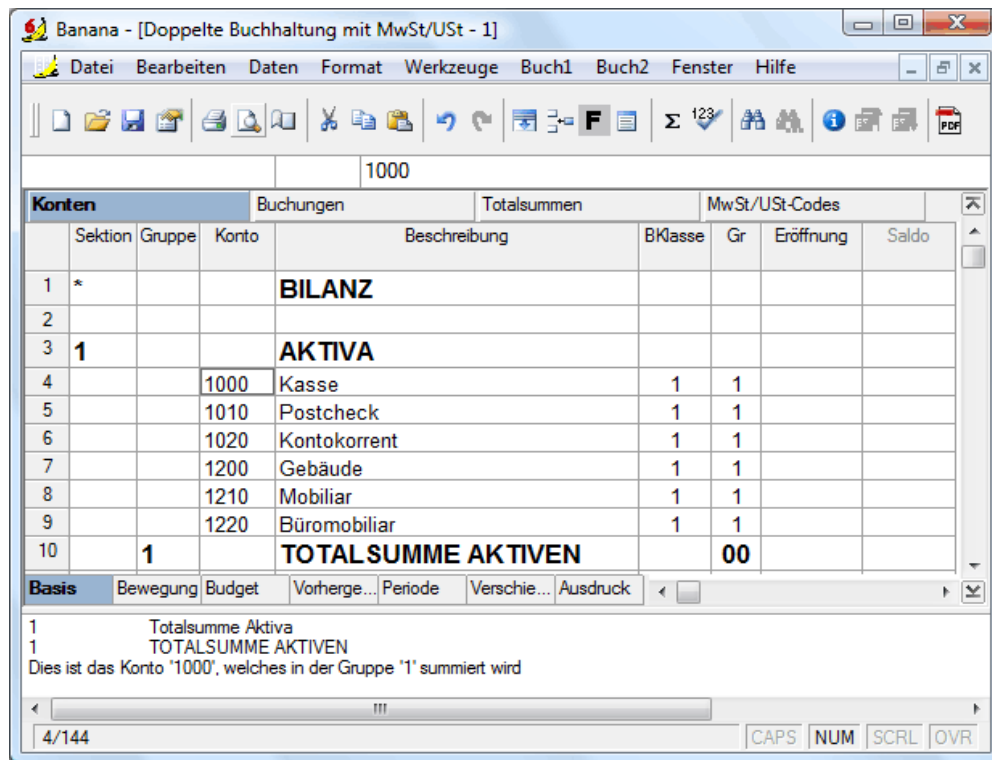 Banana - [Doppelte Buchhaltung mit MwSt/USt - 1]
Datei Bearbeiten Daten Format Werkzeuge Buch1 Buch2 Fenster Hilfe
F Σ 123 PDF
1000
Konten Buchungen Totalsummen MwSt/USt-Codes
Sektion Gruppe Konto Beschreibung BKlasse Gr Eröffnung Saldo
1 * BILANZ
2
3 1 AKTIVA
4 1000 Kasse 1 1
5 1010 Postcheck 1 1
6 1020 Kontokorrent 1 1
7 1200 Gebäude 1 1
8 1210 Mobiliar 1 1
9 1220 Büromobiliar 1 1
10 1 TOTALSUMME AKTIVEN 00
Basis Bewegung Budget Vorherge... Periode Verschie... Ausdruck
1 Totalsumme Aktiva
1 TOTALSUMME AKTIVEN
Dies ist das Konto '1000', welches in der Gruppe '1' summiert wird
4/144 CAPS NUM SCRL OVR